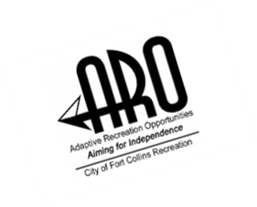 ARO
Adaptive Recreation Opportunities
Aiming for Independence
City of Fort Collins Recreation